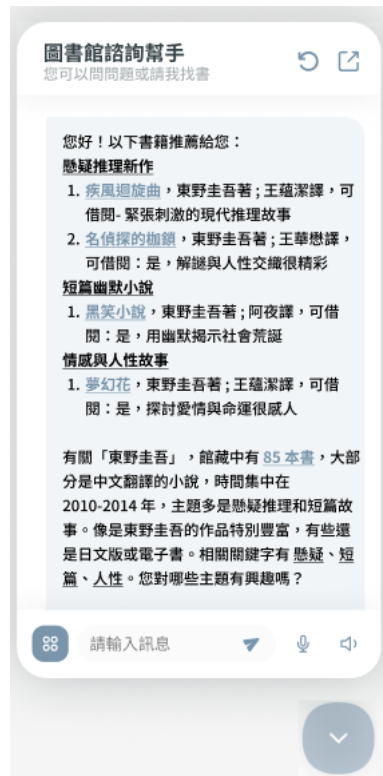 圖書館諮詢幫手
您可以問問題或請我找書
您好！以下書籍推薦給您：
懸疑推理新作
1. 疾風迴旋曲，東野圭吾著；王蘊潔譯，可
借閱- 緊張刺激的現代推理故事
2. 名偵探的枷鎖，東野圭吾著；王華懋譯，
可借閱：是，解謎與人性交織很精彩
短篇幽默小說
1. 黑笑小說，東野圭吾著；阿夜譯，可借
閱：是，用幽默揭示社會荒誕
情感與人性故事
1. 夢幻花，東野圭吾著；王蘊潔譯，可借
閱：是，探討愛情與命運很感人
有關「東野圭吾」，館藏中有 85 本書，大部
分是中文翻譯的小說，時間集中在
2010-2014 年，主題多是懸疑推理和短篇故
事。像是東野圭吾的作品特別豐富，有些還
是日文版或電子書。相關關鍵字有 懸疑、短
篇、人性。您對哪些主題有興趣嗎？
請輸入訊息